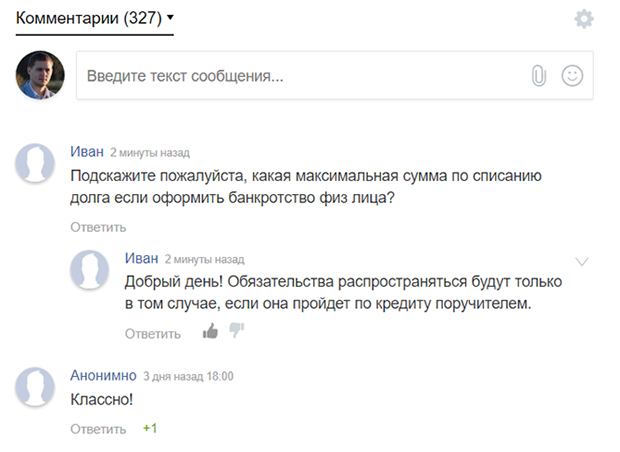 Комментарии (327)
Введите текст сообщения...
Иван 2 минуты назад
Подскажите пожалуйста, какая максимальная сумма по списанию
долга если оформить банкротство физ лица?
Ответить
Иван 2 минуты назад
Добрый день! Обязательства распространяться будут только
в том случае, если она пройдет по кредиту поручителем.
Ответить
Анонимно 3 дня назад 18:00
Классно!
Ответить +1